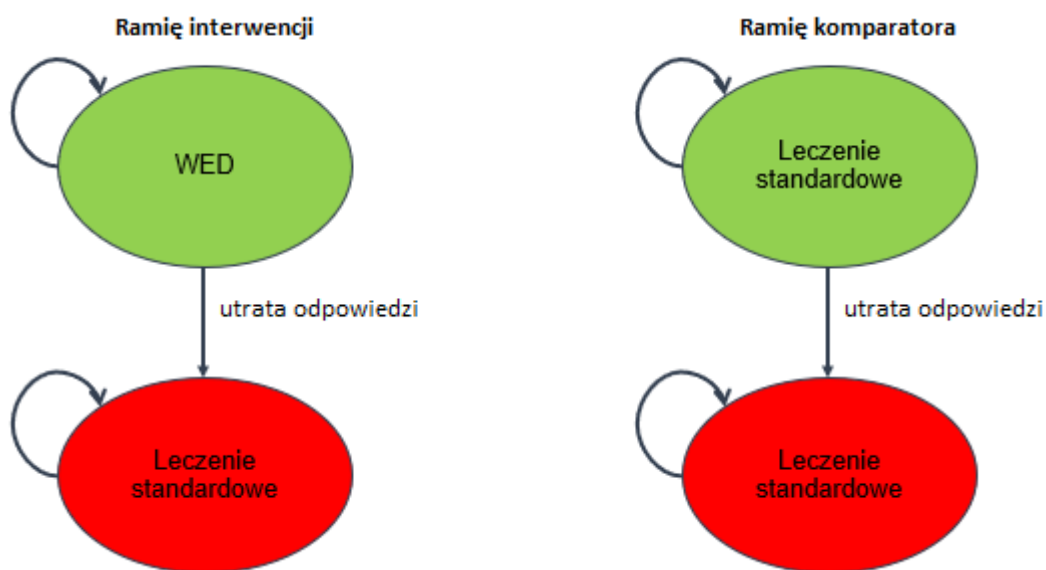 Ramię interwencji
Ramię komparatora
WED
Leczenie
standardowe
utrata odpowiedzi
utrata odpowiedzi
Leczenie
standardowe
Leczenie
standardowe